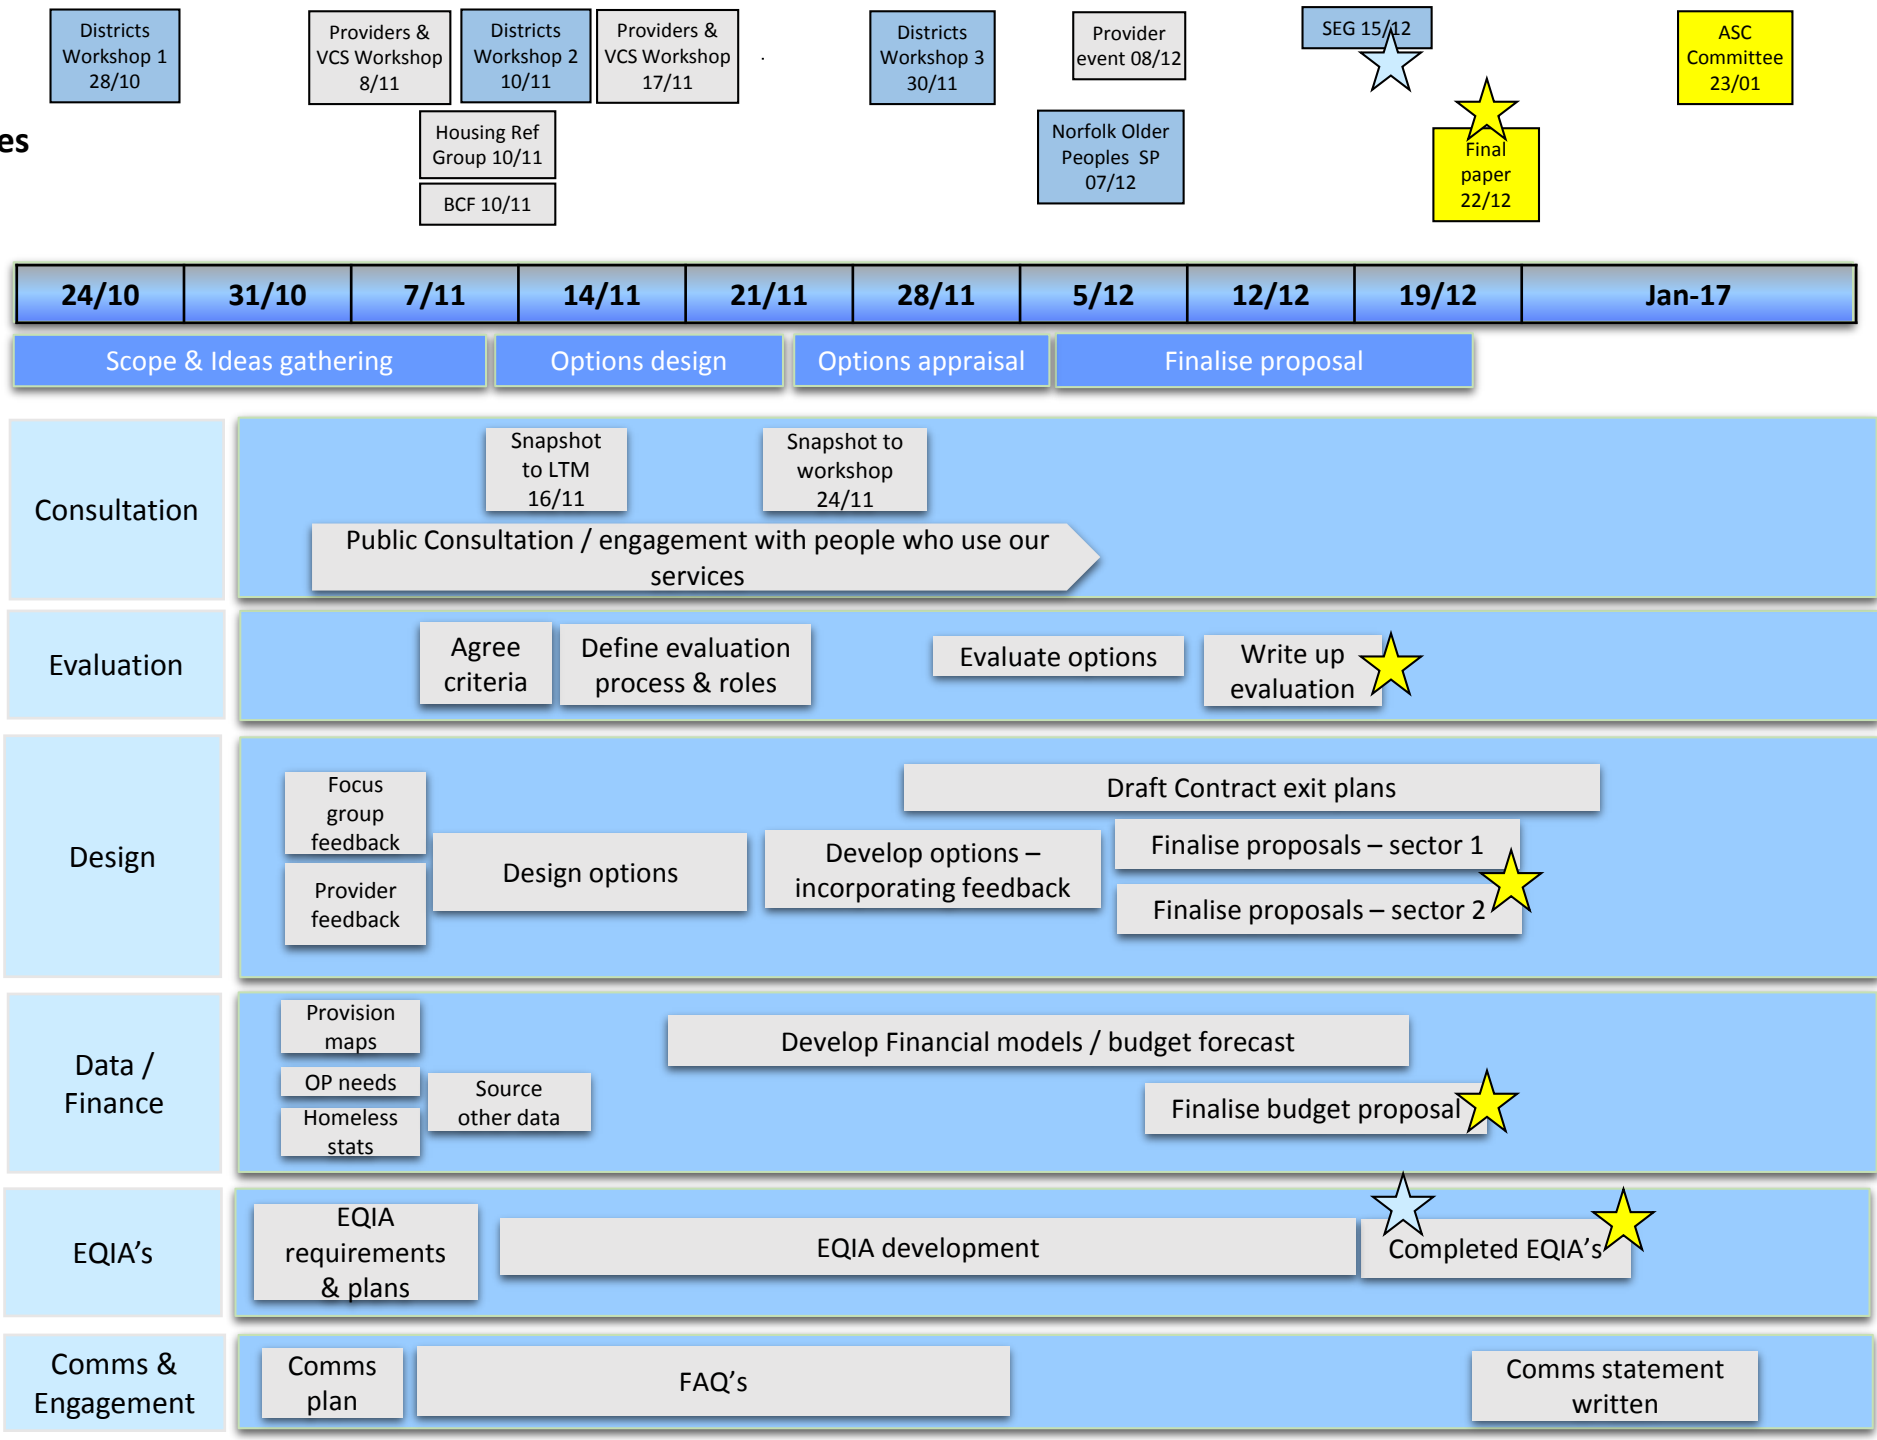 Districts
Workshop 1
28/10
Providers &
VCS Workshop
8/11
Districts
Workshop 2
10/11
Providers &
VCS Workshop
17/11
.
Districts
Workshop 3
30/11
Provider
event 08/12
SEG 15/12
ASC
Committee
23/01
es
Housing Ref
Group 10/11
BCF 10/11
Norfolk Older
Peoples SP
07/12
Final
paper
22/12
24/10
31/10
7/11
14/11
21/11
28/11
5/12
12/12
19/12
Jan-17
Scope & Ideas gathering
Options design
Options appraisal
Finalise proposal
Consultation
Snapshot
to LTM
16/11
Snapshot to
workshop
24/11
Public Consultation / engagement with people who use our
services
Evaluation
Agree
criteria
Define evaluation
process & roles
Evaluate options
Write up
evaluation
Design
Focus
group
feedback
Provider
feedback
Design options
Develop options –
incorporating feedback
Draft Contract exit plans
Finalise proposals – sector 1
Finalise proposals – sector 2
Data /
Finance
Provision
maps
OP needs
Homeless
stats
Source
other data
Develop Financial models / budget forecast
Finalise budget proposal
EQIA’s
EQIA
requirements
& plans
EQIA development
Completed EQIA’s
Comms &
Engagement
Comms
plan
FAQ’s
Comms statement
written